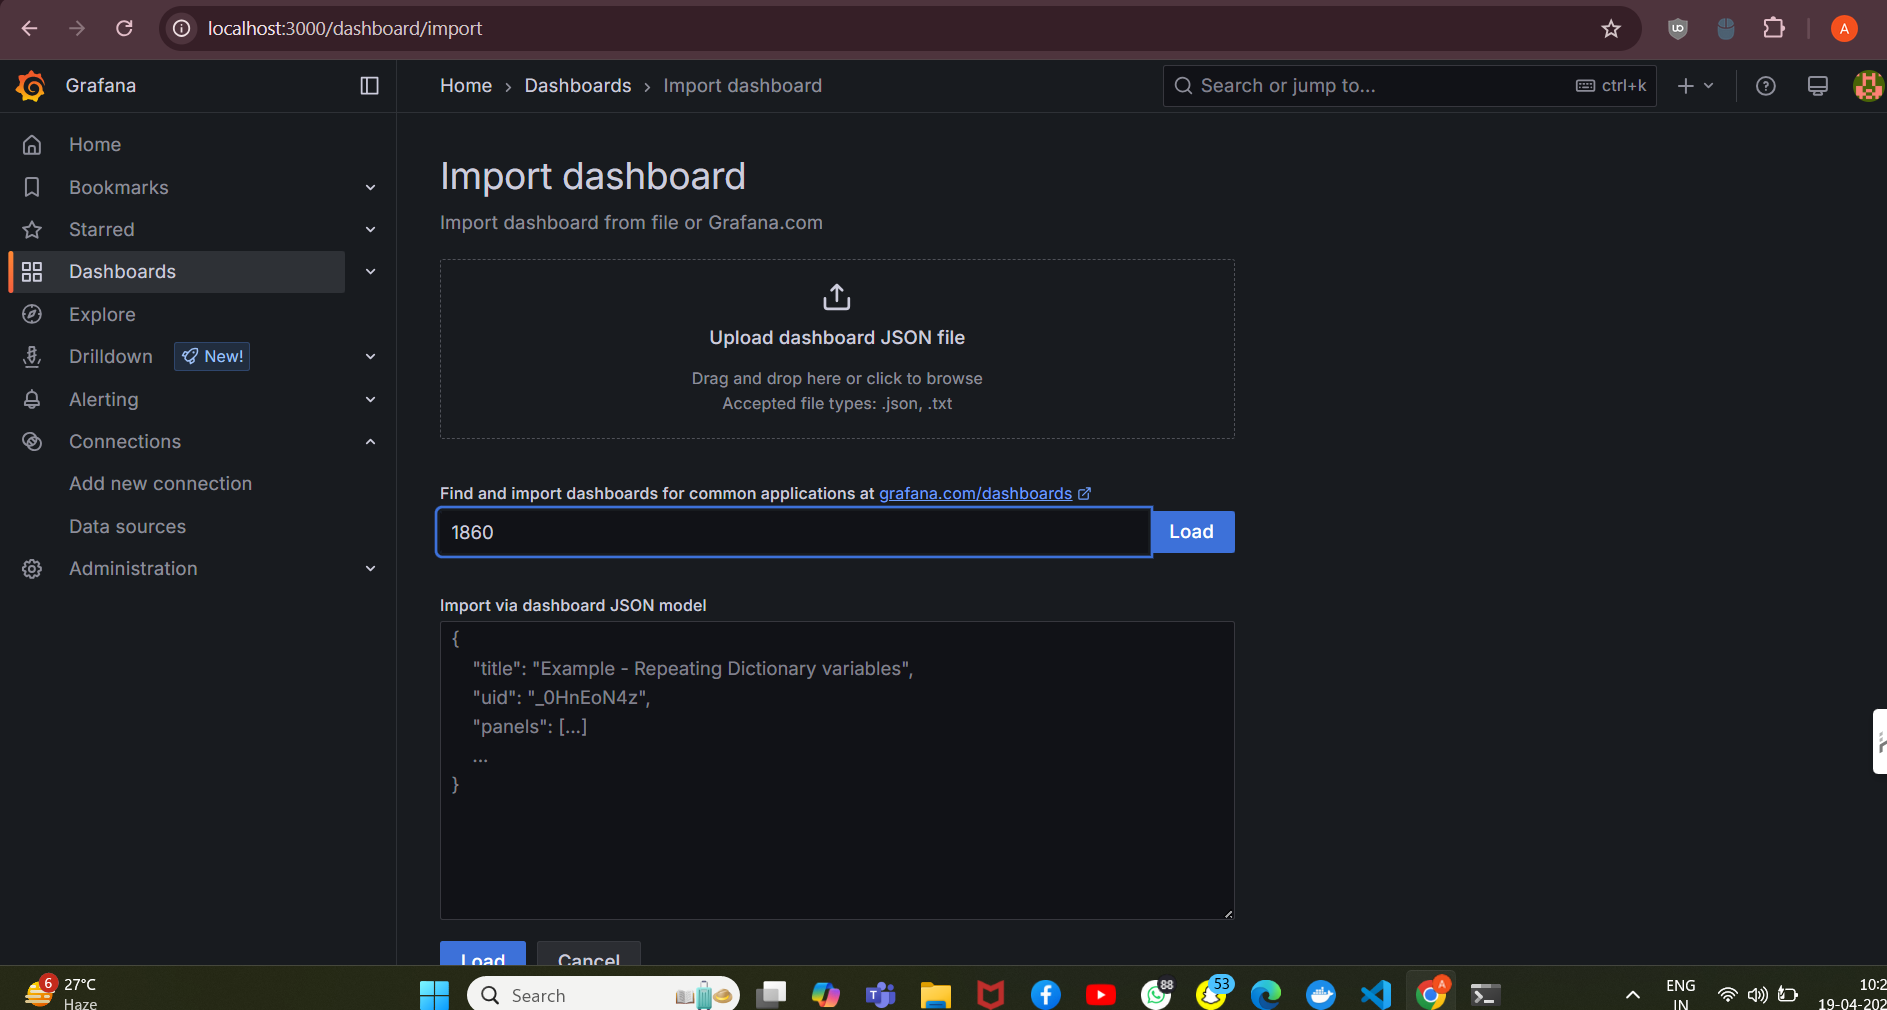 localhost:3000/dashboard/import
A
Grafana
Home › Dashboards › Import dashboard
Search or jump to...
ctrl+k
Home
Bookmarks
Starred
Dashboards
Explore
Drilldown
New!
Alerting
Connections
Add new connection
Data sources
Administration
Import dashboard
Import dashboard from file or Grafana.com
Upload dashboard JSON file
Drag and drop here or click to browse
Accepted file types: .json, .txt
Find and import dashboards for common applications at grafana.com/dashboards
1860
Load
Import via dashboard JSON model
{
"title": "Example - Repeating Dictionary variables",
"uid": "_0HnEoN4z",
"panels": [...]
...
}
Load
Cancel
6
27°C
Haze
Search
88
53
A
ENG
IN
10:2
19-04-202